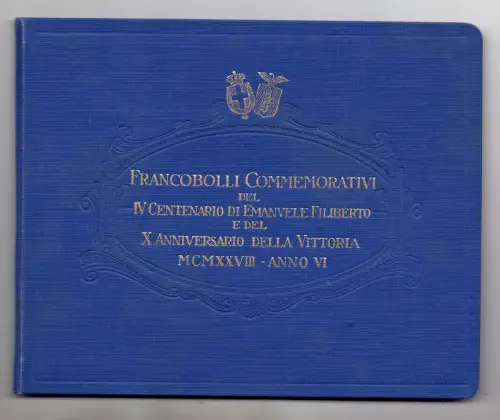 FRANCOBOLLI COMMEMORATIVI
DEL
IV CENTENARIO DI EMANVELE FILIBERTO
E DEL
X ANNIVERSARIO DELLA VITTORIA
MCMXXVIII - ANNO VI